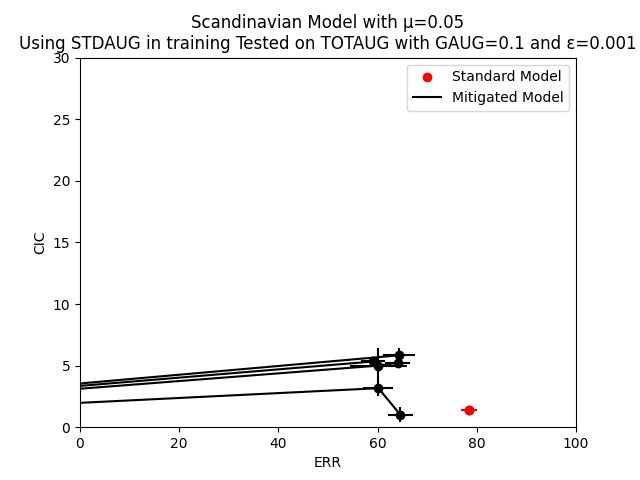 Scandinavian Model with μ=0.05
Using STDAUG in training Tested on TOTAUG with GAUG=0.1 and ε=0.001
Standard Model
Mitigated Model
30
25
20
15
10
5
0
CIC
0 20 40 60 80 100
ERR